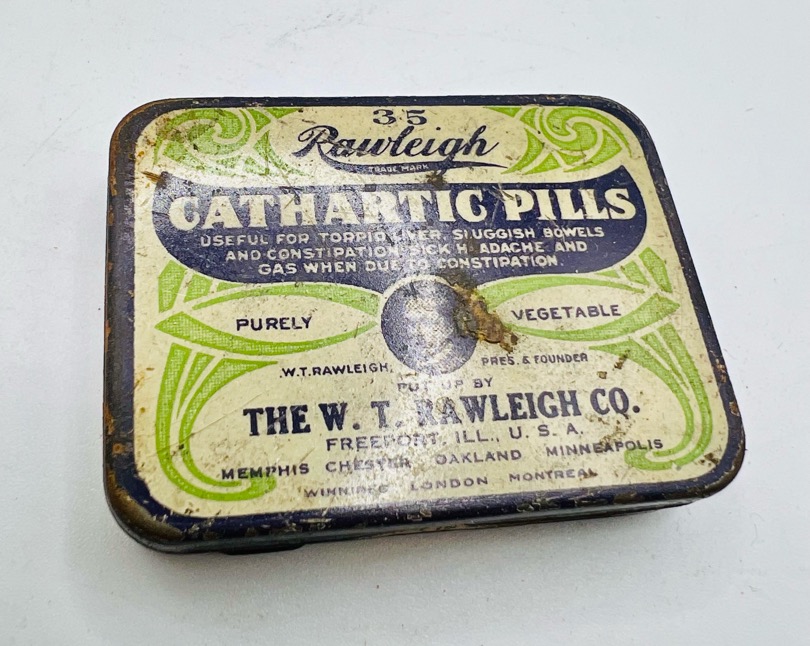 35
Rawleigh
TRADE MARK
CATHARTIC PILLS
USEFUL FOR TORPID LIVER, SLUGGISH BOWELS
AND CONSTIPATION, SICK HEADACHE AND
GAS WHEN DUE TO CONSTIPATION.
PURELY VEGETABLE
W.T. RAWLEIGH, PRES. & FOUNDER
PUT UP BY
THE W. T. RAWLEIGH CO.
FREEPORT, ILL., U. S. A.
MEMPHIS CHESTER OAKLAND MINNEAPOLIS
WINNIPEG LONDON MONTREAL